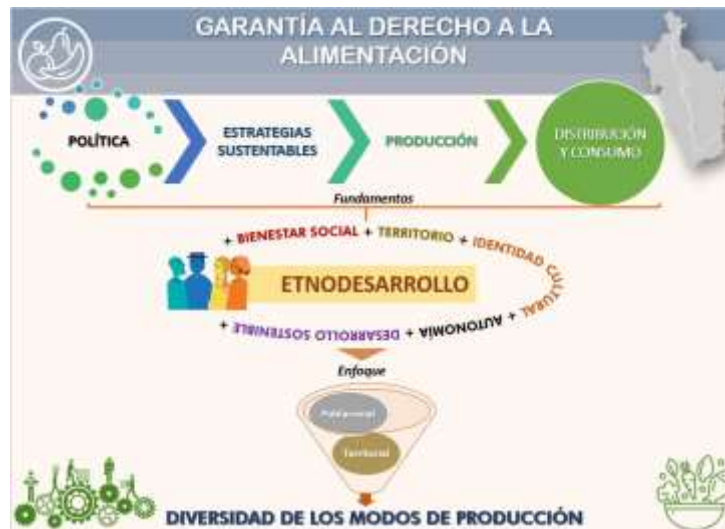 GARANTÍA AL DERECHO A LA
ALIMENTACIÓN
POLÍTICA
ESTRATEGIAS
SUSTENTABLES
PRODUCCIÓN
DISTRIBUCIÓN
Y CONSUMO
Fundamentos
+ BIENESTAR SOCIAL + TERRITORIO + IDENTIDAD CULTURAL + AUTONOMÍA + DESARROLLO SOSTENIBLE +
ETNODESARROLLO
Enfoque
Poblacional
Territorial
DIVERSIDAD DE LOS MODOS DE PRODUCCIÓN